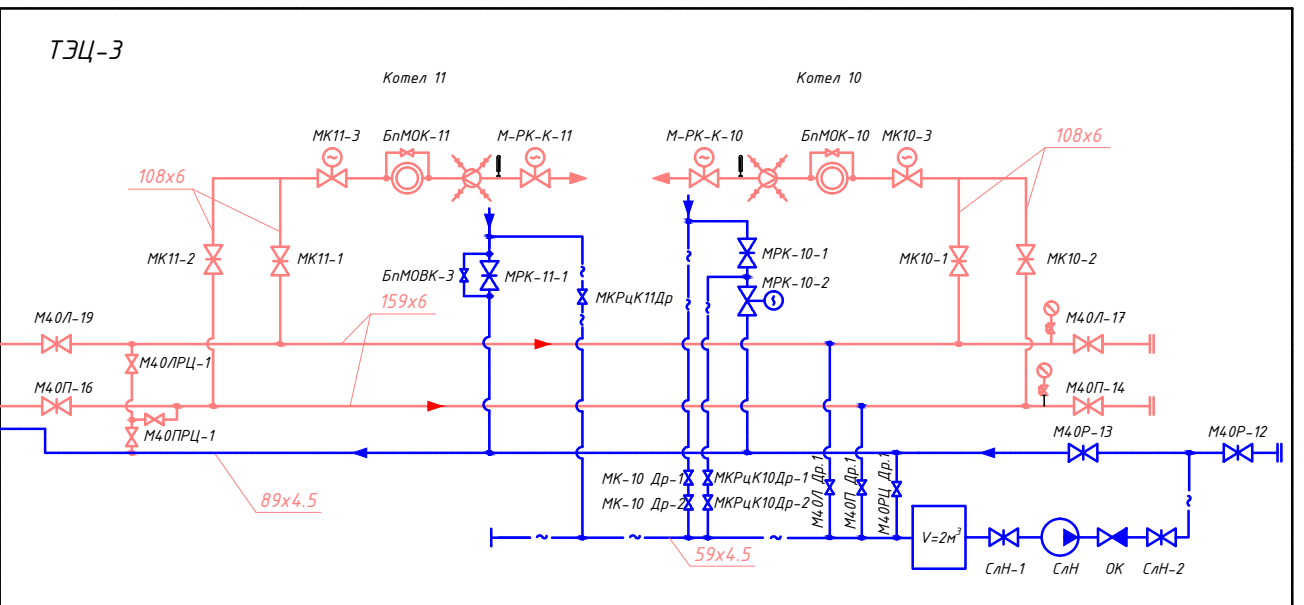 ТЭЦ-3
Котел 11
Котел 10
МК11-3
БпМОК-11
М-РК-К-11
М-РК-К-10
БпМОК-10
МК10-3
108х6
108х6
МК11-2
МК11-1
БпМОВК-3
МРК-11-1
МКРцК11Др
МРК-10-1
МРК-10-2
МК10-1
МК10-2
159х6
М40Л-19
М40Л-17
М40ЛРЦ-1
М40П-16
М40П-14
М40ПРЦ-1
М40Р-13
М40Р-12
89х4.5
МК-10 Др-1
МКРцК10Др-1
МК-10 Др-2
МКРцК10Др-2
М40Л Др.1
М40П Др.1
М40РЦ Др.1
59х4.5
V=2м³
СлН-1
СлН
ОК
СлН-2